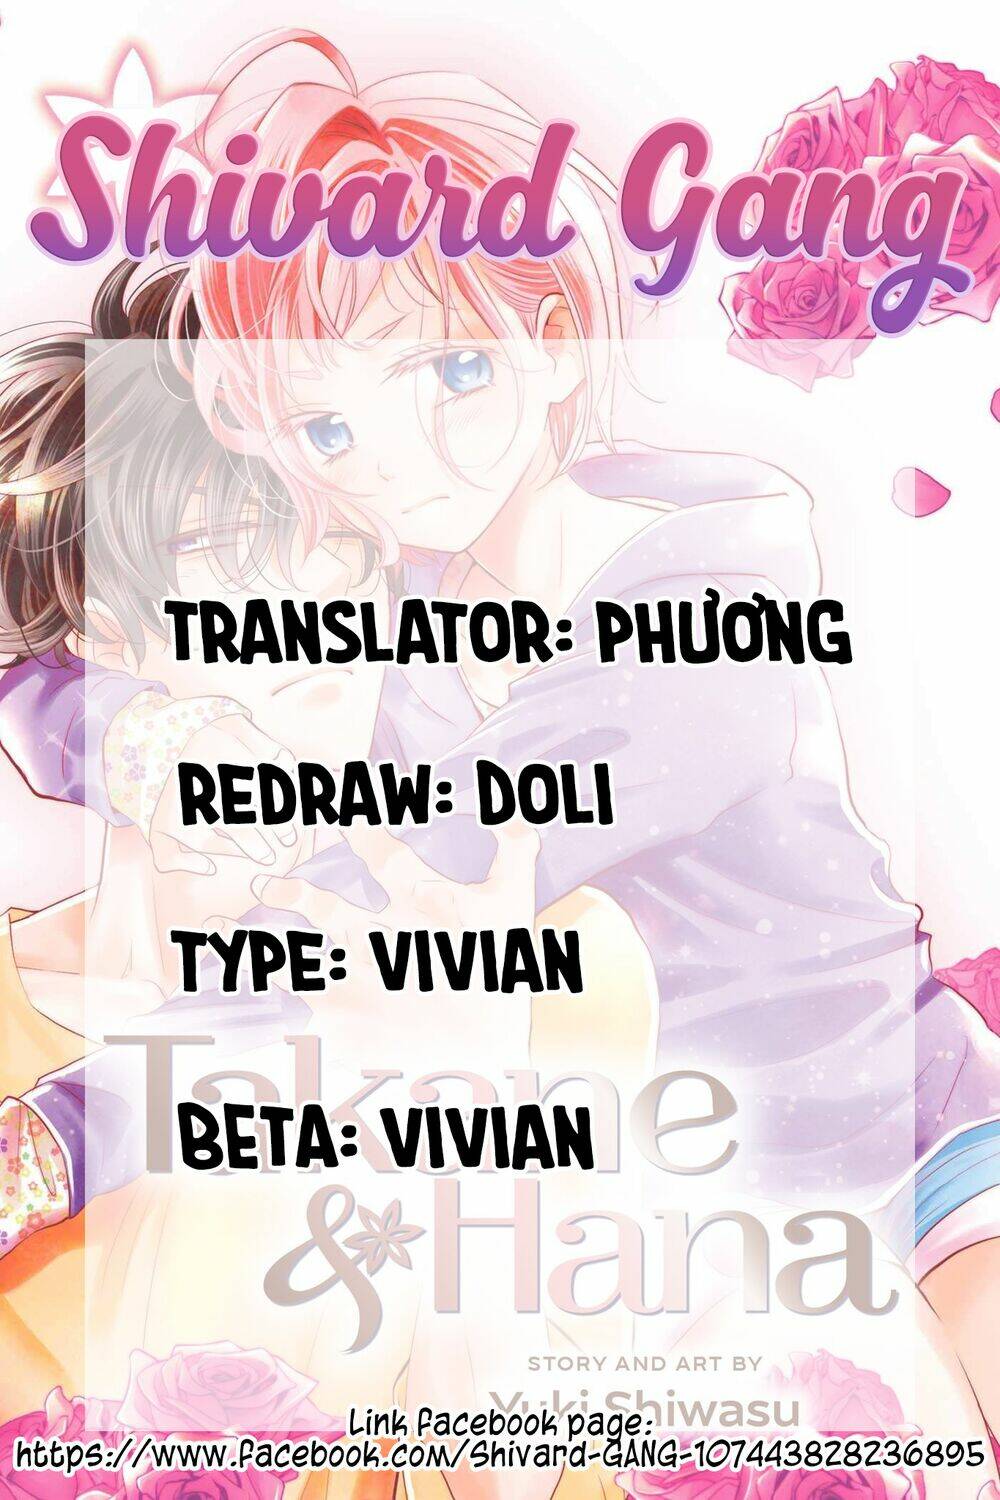 Shivard Gang
TRANSLATOR: PHƯƠNG
REDRAW: DOLI
TYPE: VIVIAN
Takane
BETA: VIVIAN
& Hana
STORY AND ART BY
Yuki Shiwasu
Link Facebook page:
https://www.facebook.com/Shivard-GANG-107443828236895